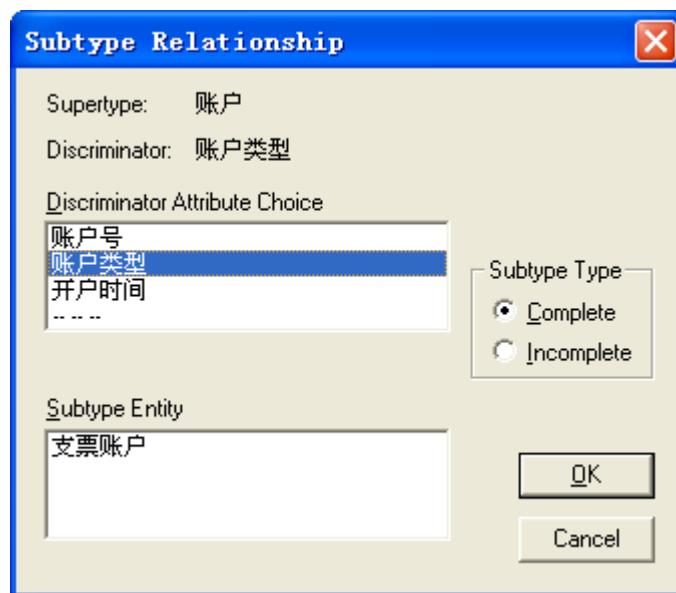 Subtype Relationship
Supertype: 账户
Discriminator: 账户类型
Discriminator Attribute Choice
账户号
账户类型
开户时间
-- -- --
Subtype Type
Complete
Incomplete
Subtype Entity
支票账户
OK
Cancel